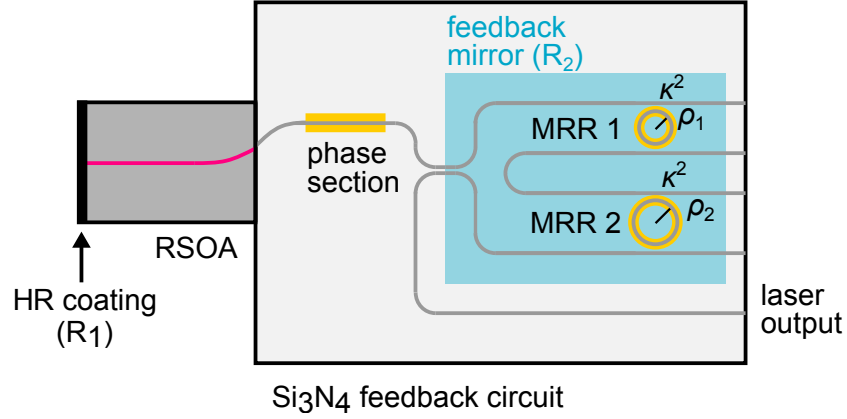 feedback
mirror (R2)
κ2
MRR 1
ρ1
phase
section
κ2
MRR 2
ρ2
RSOA
HR coating
(R1)
laser
output
Si3N4 feedback circuit